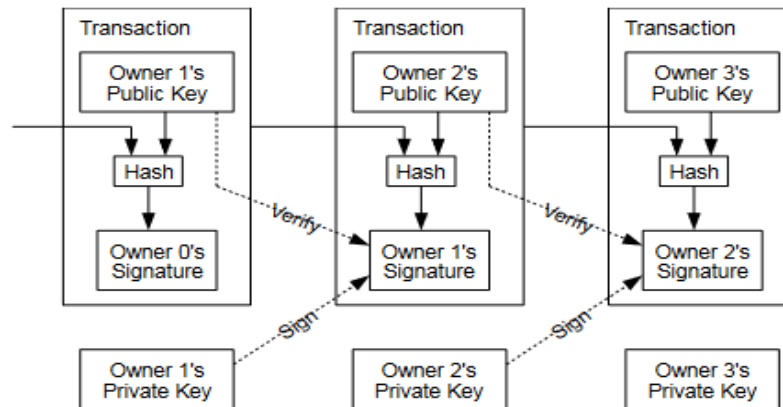 Transaction
Owner 1's
Public Key
Hash
Owner 0's
Signature
Transaction
Owner 2's
Public Key
Hash
Verify
Owner 1's
Signature
Transaction
Owner 3's
Public Key
Hash
Verify
Owner 2's
Signature
Owner 1's
Private Key
Sign
Owner 2's
Private Key
Sign
Owner 3's
Private Key